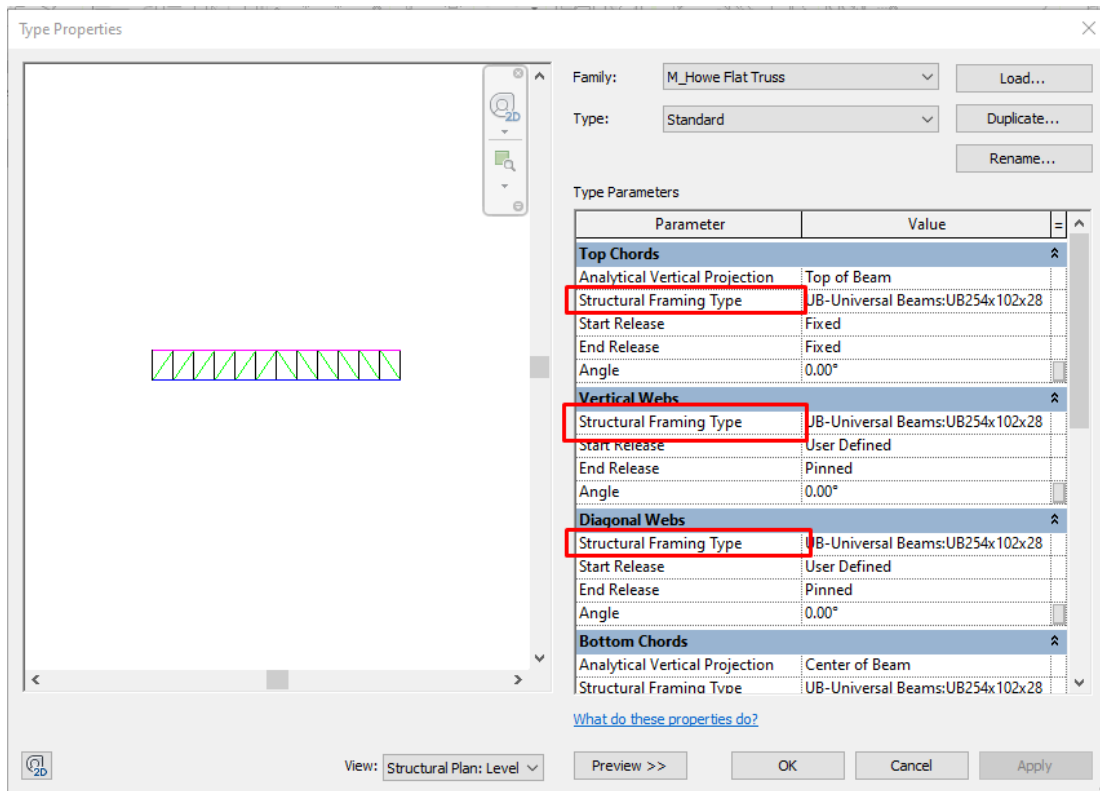 Type Properties
2D
Family: M_Howe Flat Truss Load...
Type: Standard Duplicate...
Rename...
Type Parameters
Parameter Value =
Top Chords
Analytical Vertical Projection Top of Beam
Structural Framing Type UB-Universal Beams:UB254x102x28
Start Release Fixed
End Release Fixed
Angle 0.00°
Vertical Webs
Structural Framing Type UB-Universal Beams:UB254x102x28
Start Release User Defined
End Release Pinned
Angle 0.00°
Diagonal Webs
Structural Framing Type UB-Universal Beams:UB254x102x28
Start Release User Defined
End Release Pinned
Angle 0.00°
Bottom Chords
Analytical Vertical Projection Center of Beam
Structural Framing Type UB-Universal Beams:UB254x102x28
What do these properties do?
2D View: Structural Plan: Level Preview >> OK Cancel Apply